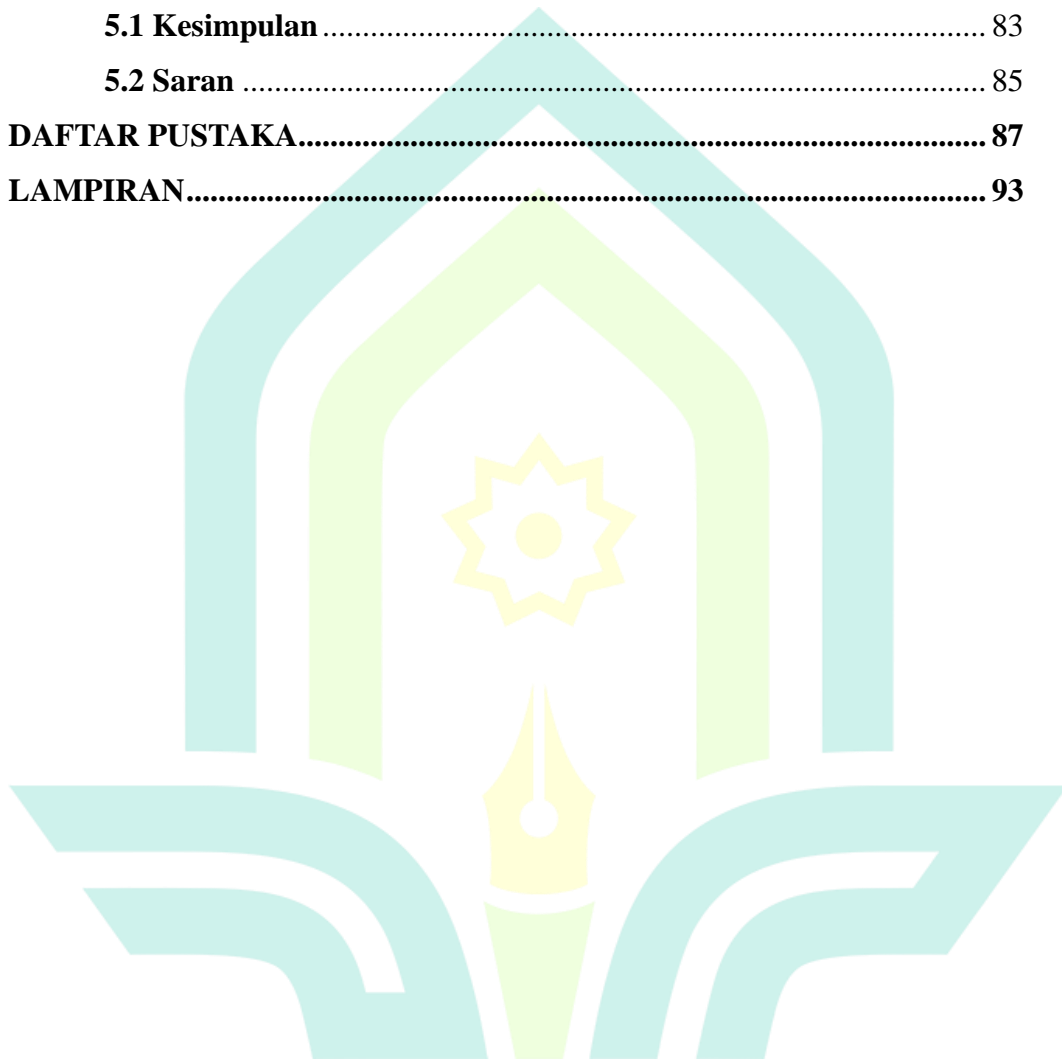 5.1 Kesimpulan ........................................................................................ 83
5.2 Saran ................................................................................................... 85
DAFTAR PUSTAKA........................................................................................ 87
LAMPIRAN...................................................................................................... 93